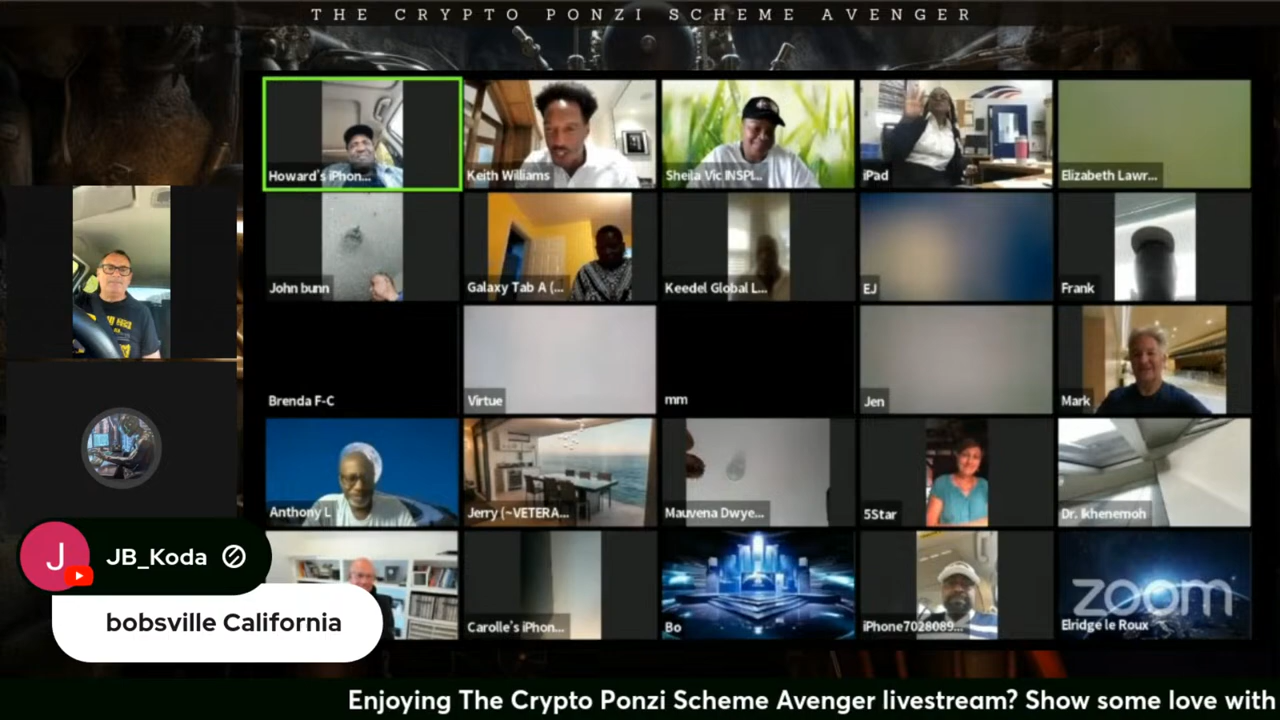 THE CRYPTO PONZI SCHEME AVENGER
Howard's iPhon...
Keith Williams
Sheila Vic INSPI...
iPad
Elizabeth Lawr...
John bunn
Galaxy Tab A (...
Keedel Global L...
EJ
Frank
Brenda F-C
Virtue
mm
Jen
Mark
Anthony L
Jerry (~VETERA...
Mauvena Dwye...
5Star
Dr. Ikhenemoh
Carolle's iPhon...
Bo
iPhone7028089...
zoom
Elridge le Roux
J
JB_Koda
bobsville California
Enjoying The Crypto Ponzi Scheme Avenger livestream? Show some love with